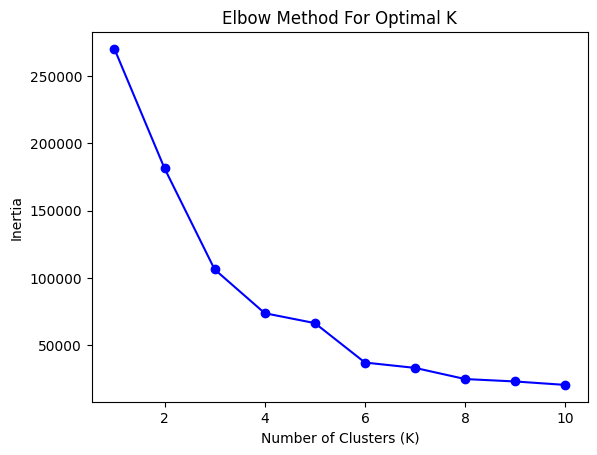 Elbow Method For Optimal K
250000
200000
150000
100000
50000
Inertia
2 4 6 8 10
Number of Clusters (K)